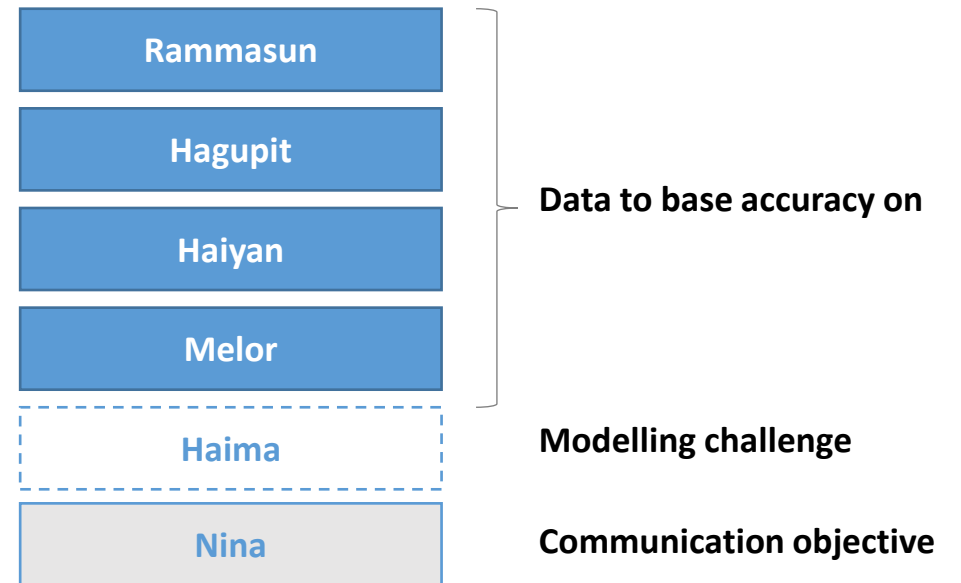 Rammasun
Hagupit
Data to base accuracy on
Haiyan
Melor
Haima
Modelling challenge
Nina
Communication objective